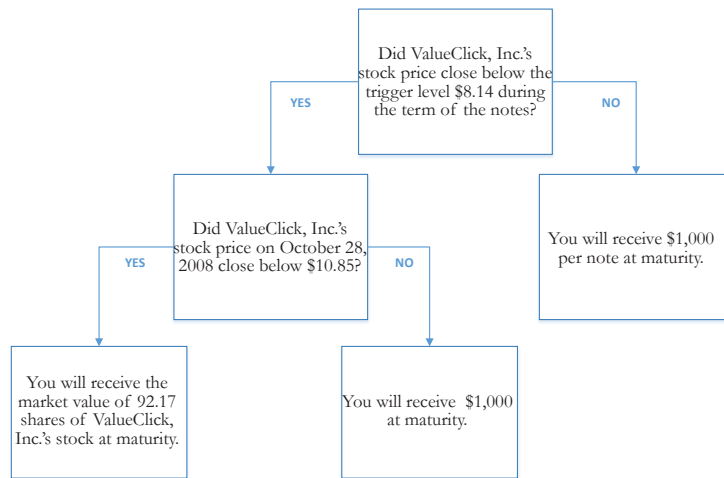 Did ValueClick, Inc.'s
stock price close below the
trigger level $8.14 during
the term of the notes?
YES
NO
Did ValueClick, Inc.'s
stock price on October 28,
2008 close below $10.85?
You will receive $1,000
per note at maturity.
YES
NO
You will receive the
market value of 92.17
shares of ValueClick,
Inc.'s stock at maturity.
You will receive $1,000
at maturity.